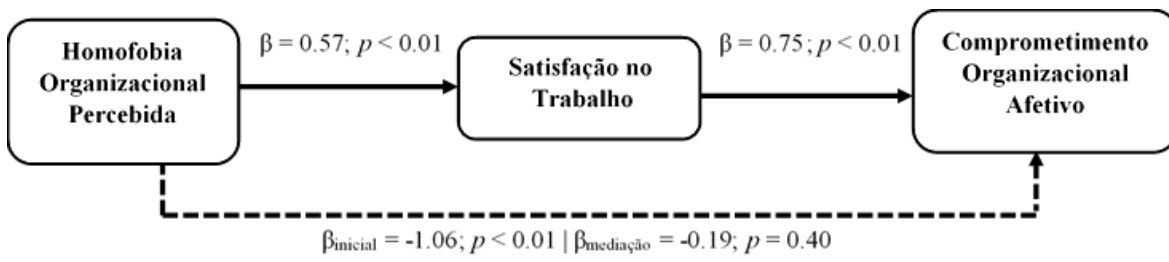 Homofobia
Organizacional
Percebida
β = 0.57; p < 0.01
Satisfação no
Trabalho
β = 0.75; p < 0.01
Comprometimento
Organizacional
Afetivo
βinicial = -1.06; p < 0.01 | βmediação = -0.19; p = 0.40